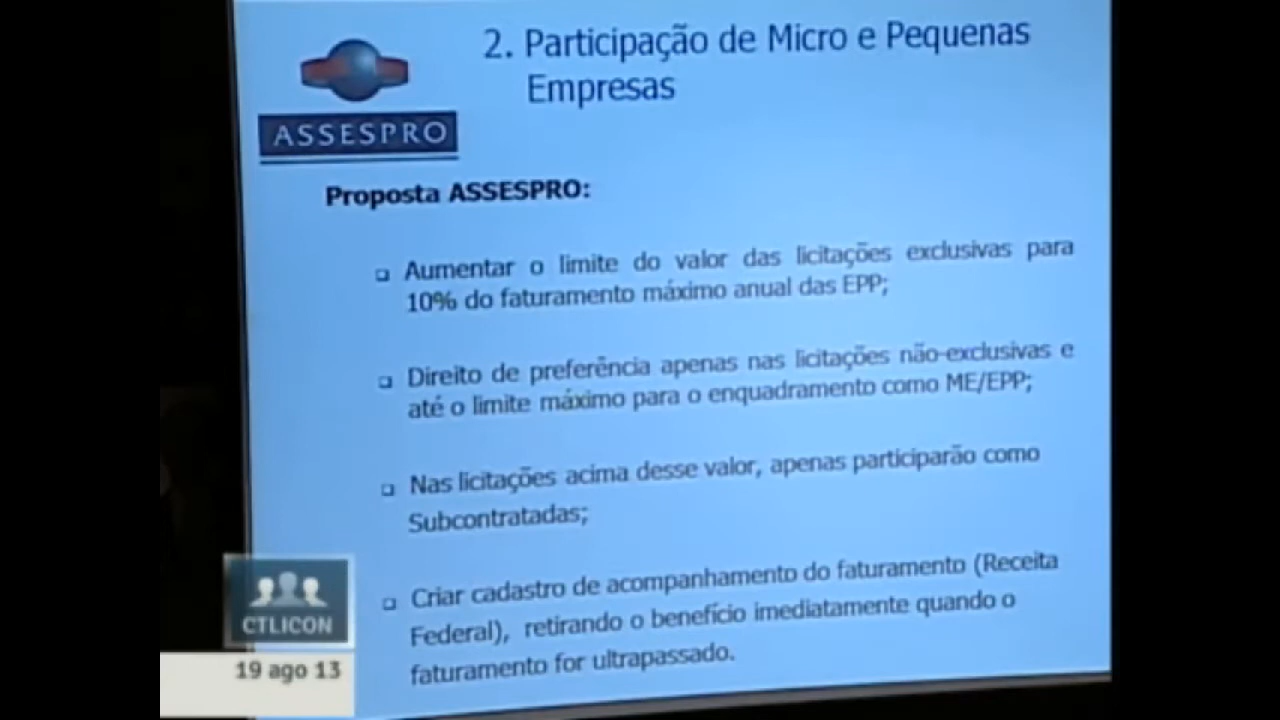 2. Participação de Micro e Pequenas
Empresas
ASSESPRO
Proposta ASSESPRO:
❑ Aumentar o limite do valor das licitações exclusivas para
10% do faturamento máximo anual das EPP;
❑ Direito de preferência apenas nas licitações não-exclusivas e
até o limite máximo para o enquadramento como ME/EPP;
❑ Nas licitações acima desse valor, apenas participarão como
Subcontratadas;
❑ Criar cadastro de acompanhamento do faturamento (Receita
Federal), retirando o benefício imediatamente quando o
faturamento for ultrapassado.
CTLICON
19 ago 13